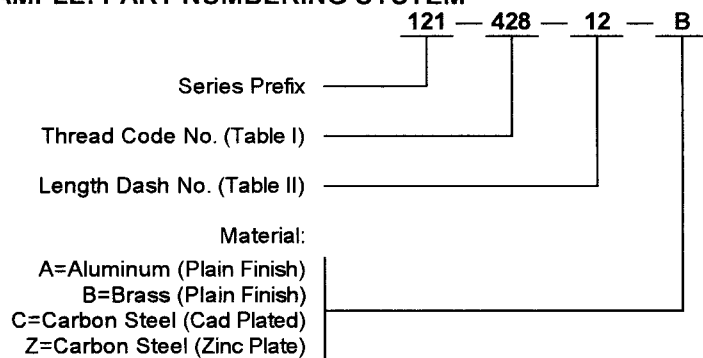 121 — 428 — 12 — B
Series Prefix
Thread Code No. (Table I)
Length Dash No. (Table II)
Material:
A=Aluminum (Plain Finish)
B=Brass (Plain Finish)
C=Carbon Steel (Cad Plated)
Z=Carbon Steel (Zinc Plate)